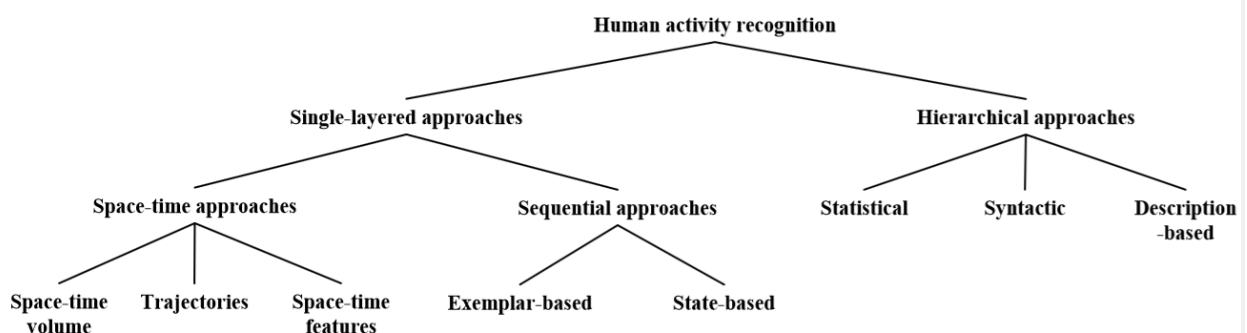 Human activity recognition
Single-layered approaches
Hierarchical approaches
Space-time approaches
Sequential approaches
Statistical
Syntactic
Description
-based
Space-time
volume
Trajectories
Space-time
features
Exemplar-based
State-based